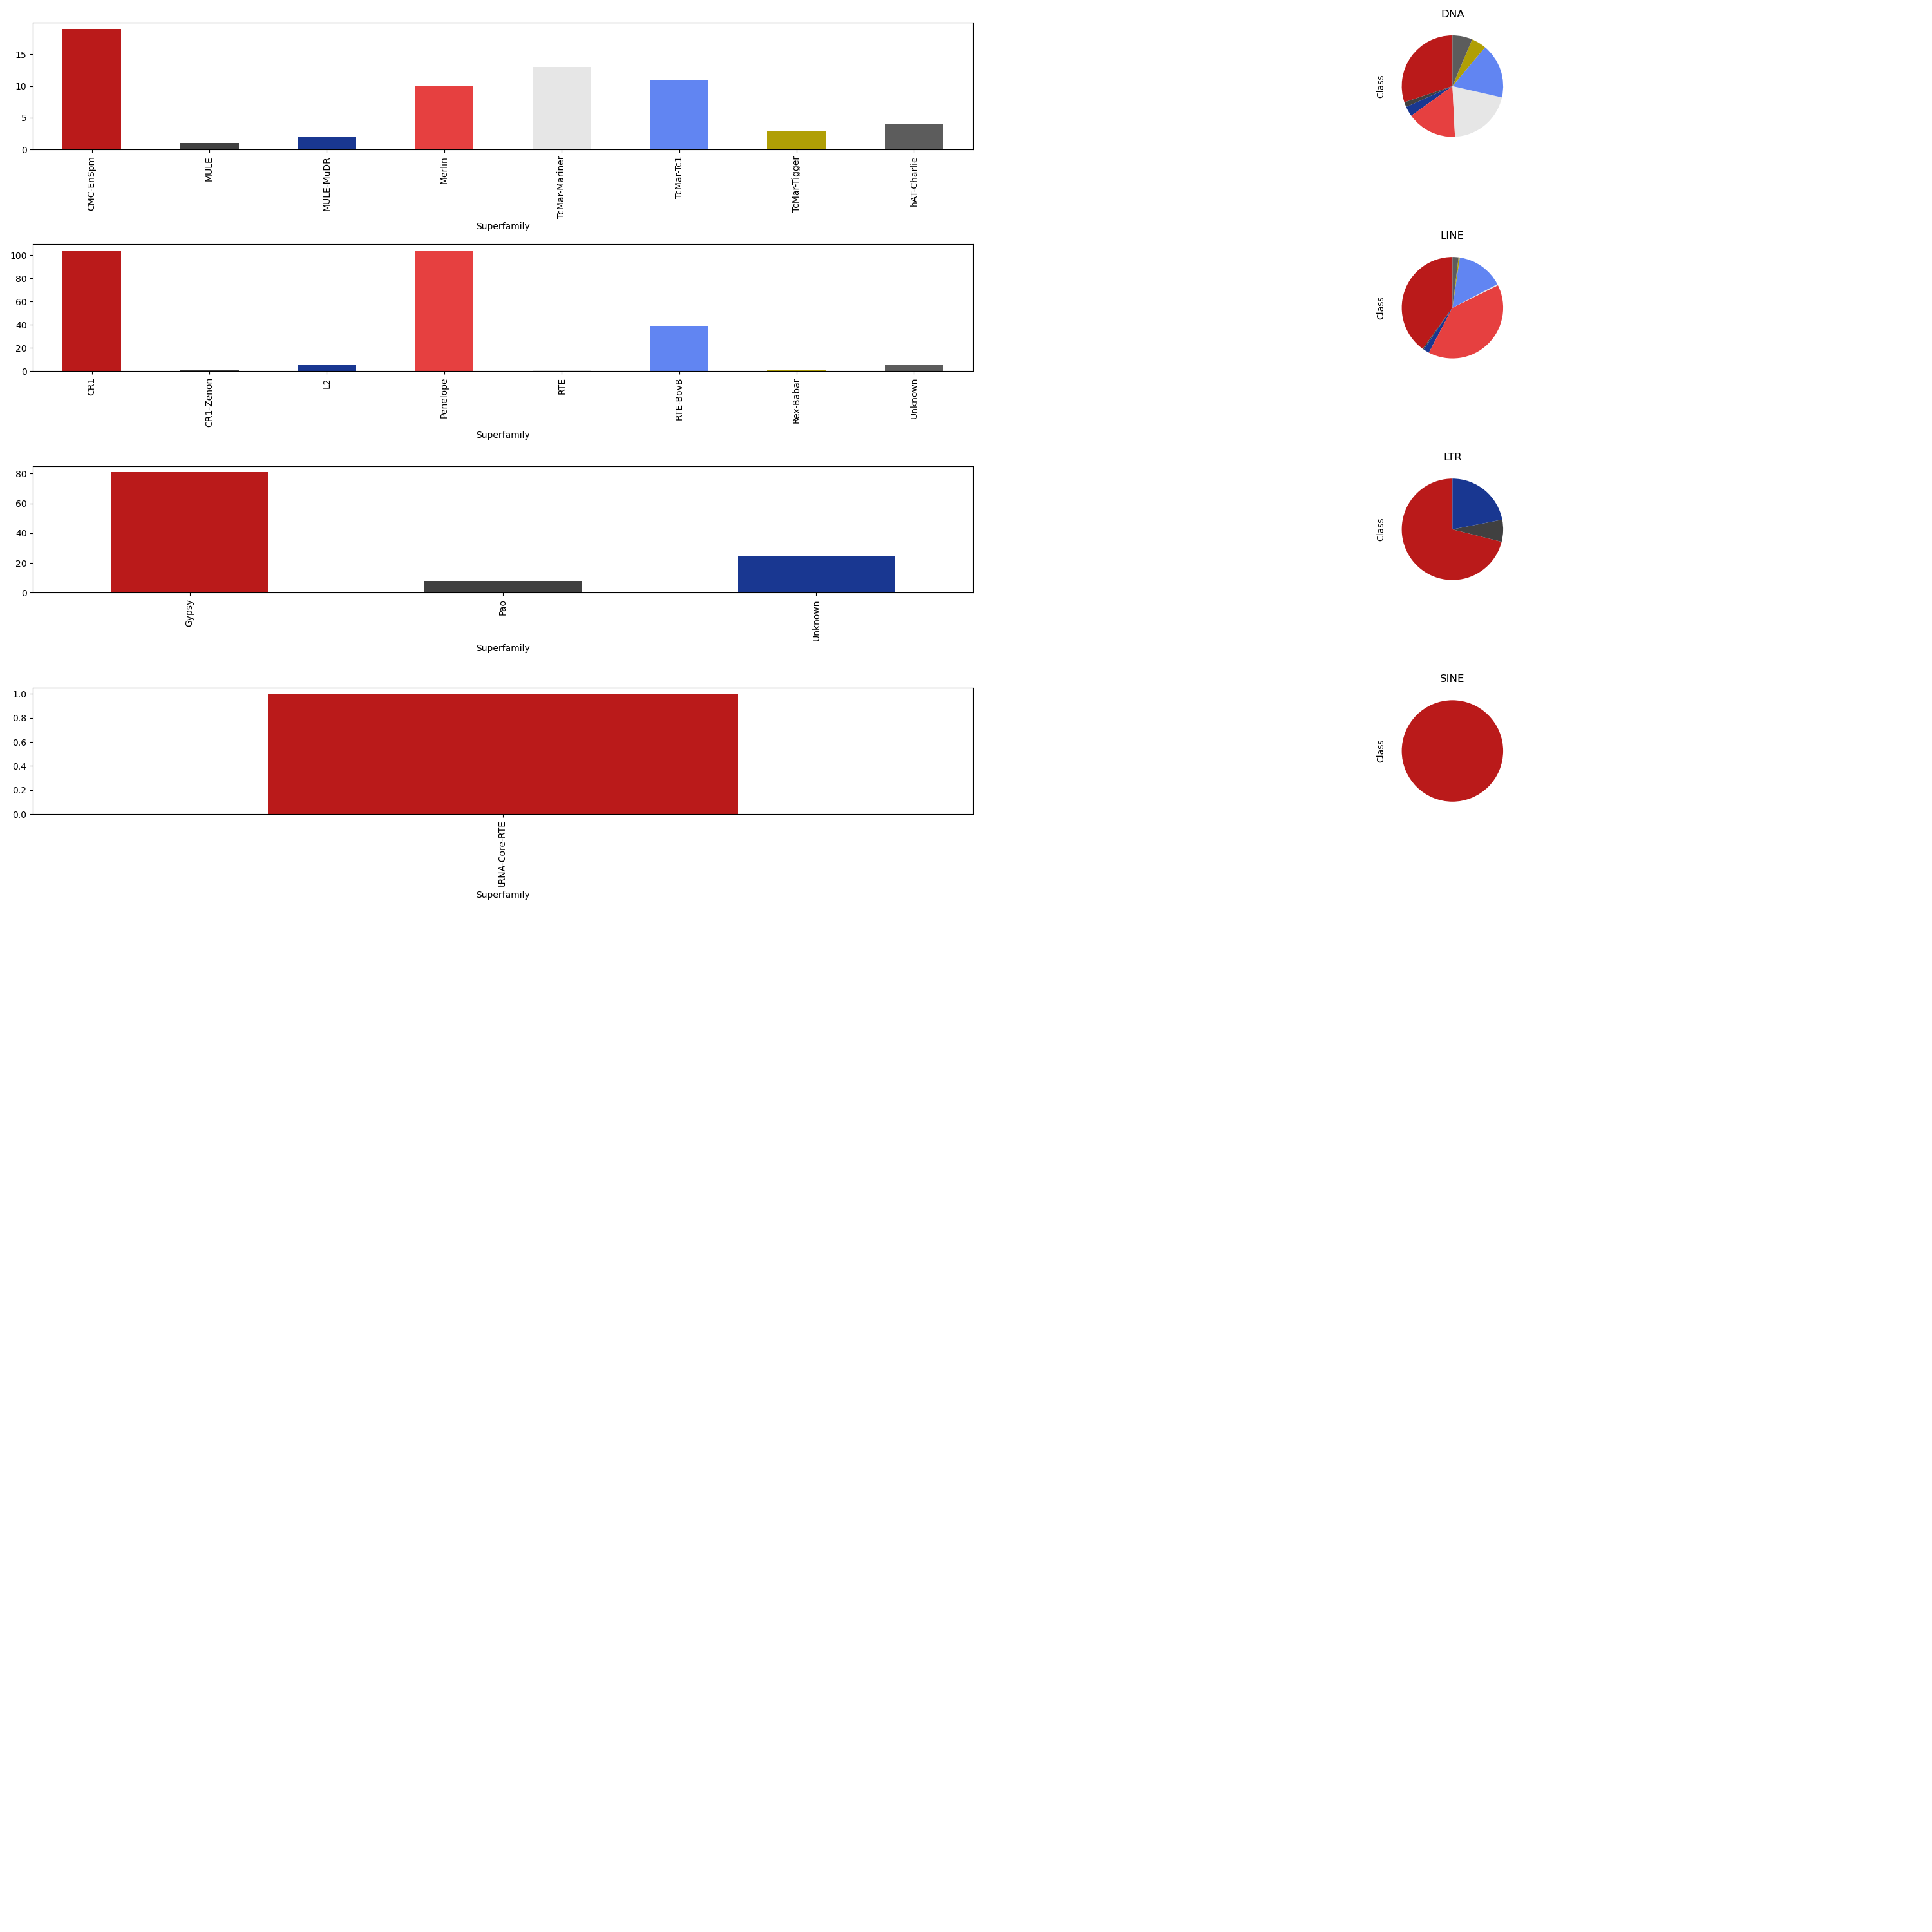 DNA
15
10
5
0
Class
CMC-EnSpm
MULE
MULE-MuDR
Merlin
TcMar-Mariner
TcMar-Tc1
TcMar-Tigger
hAT-Charlie
Superfamily
LINE
100
80
60
40
20
0
Class
CR1
CR1-Zenon
L2
Penelope
RTE
RTE-BovB
Rex-Babar
Unknown
Superfamily
LTR
80
60
40
20
0
Class
Gypsy
Pao
Unknown
Superfamily
SINE
1.0
0.8
0.6
0.4
0.2
0.0
Class
tRNA-Core-RTE
Superfamily